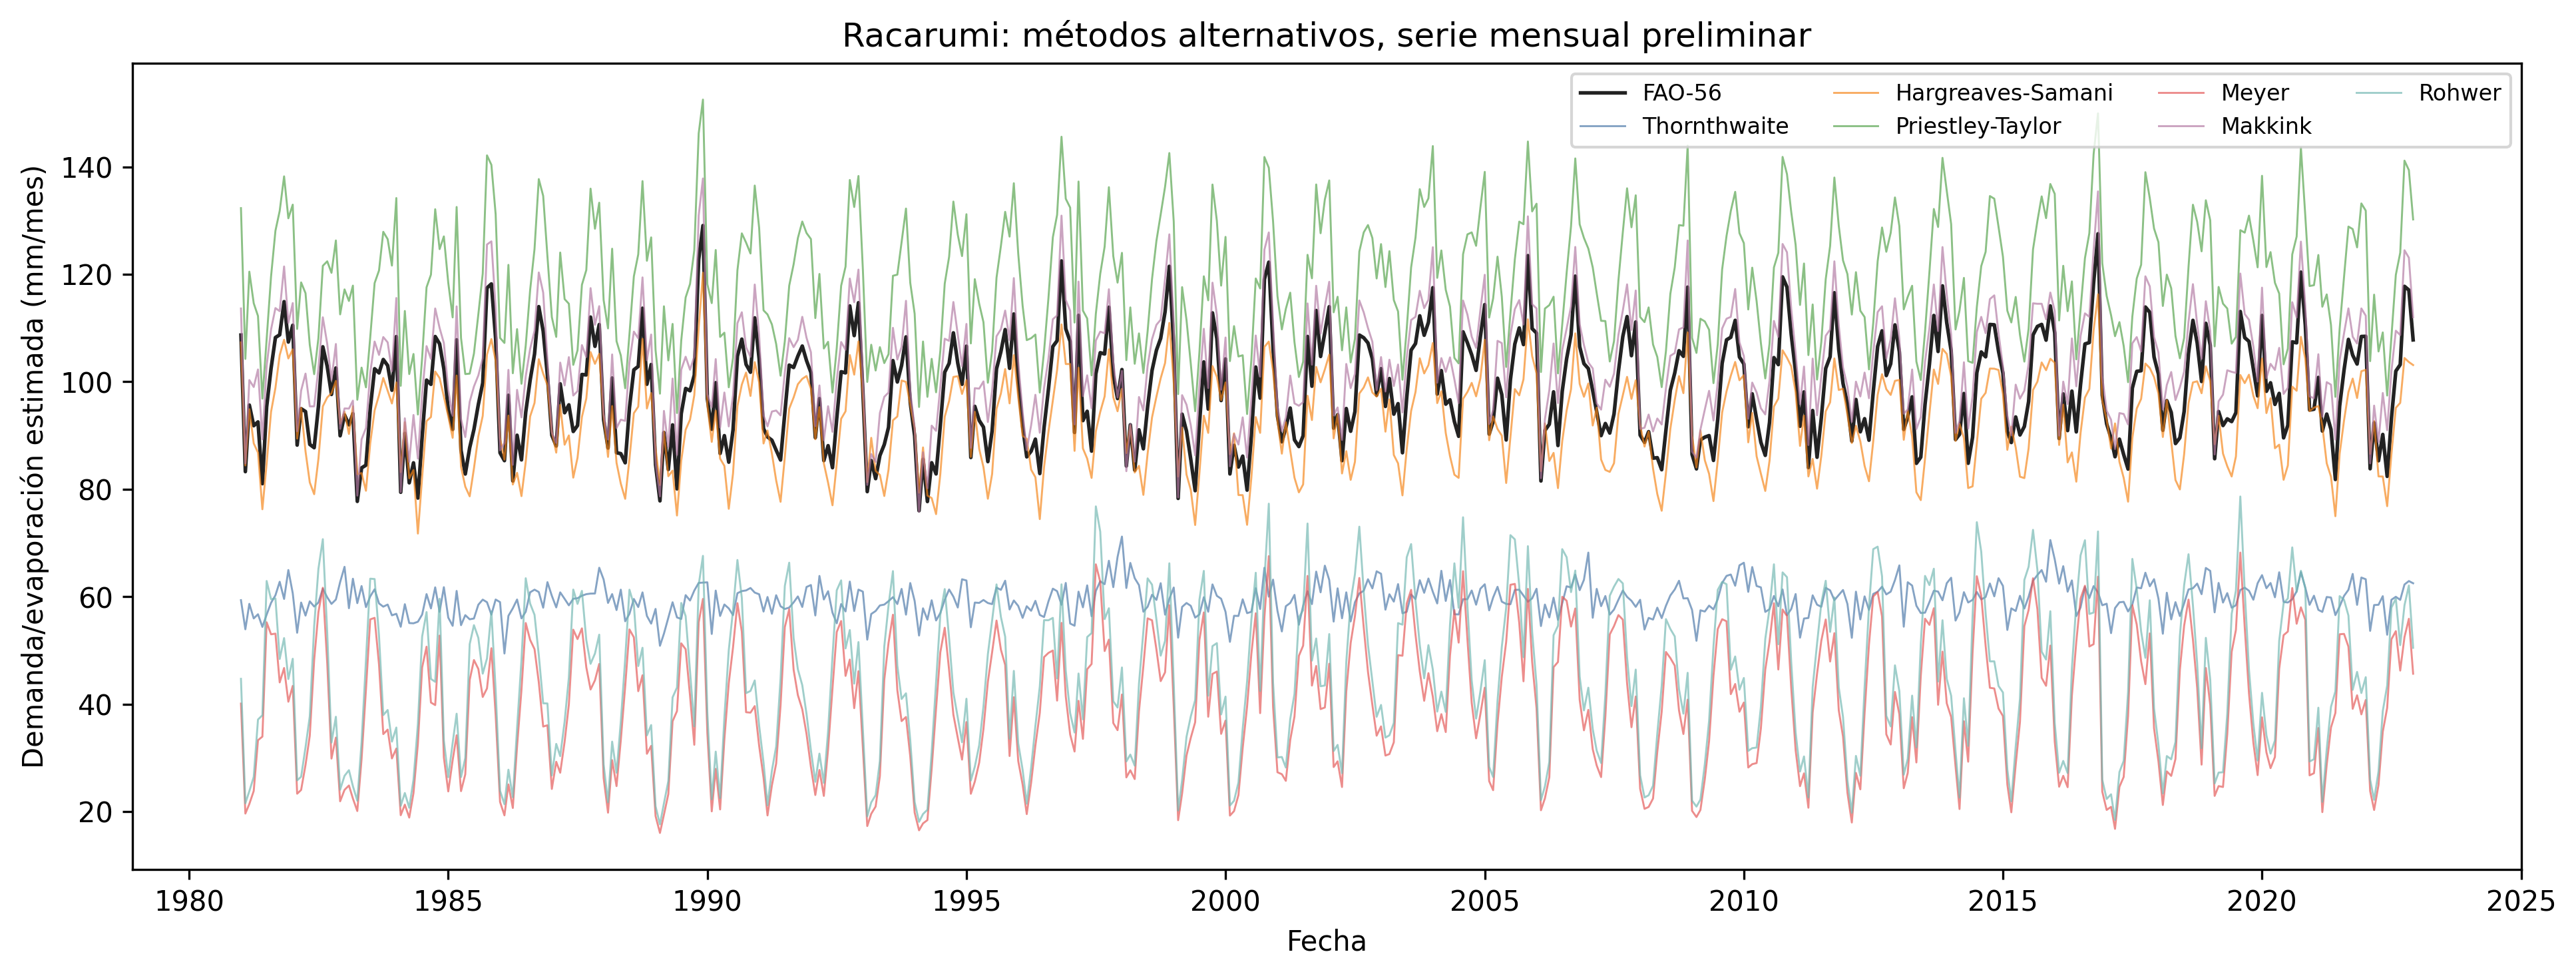 Racarumi: métodos alternativos, serie mensual preliminar
FAO-56
Thornthwaite
Hargreaves-Samani
Priestley-Taylor
Meyer
Makkink
Rohwer
Demanda/evaporación estimada (mm/mes)
140
120
100
80
60
40
20
1980 1985 1990 1995 2000 2005 2010 2015 2020 2025
Fecha